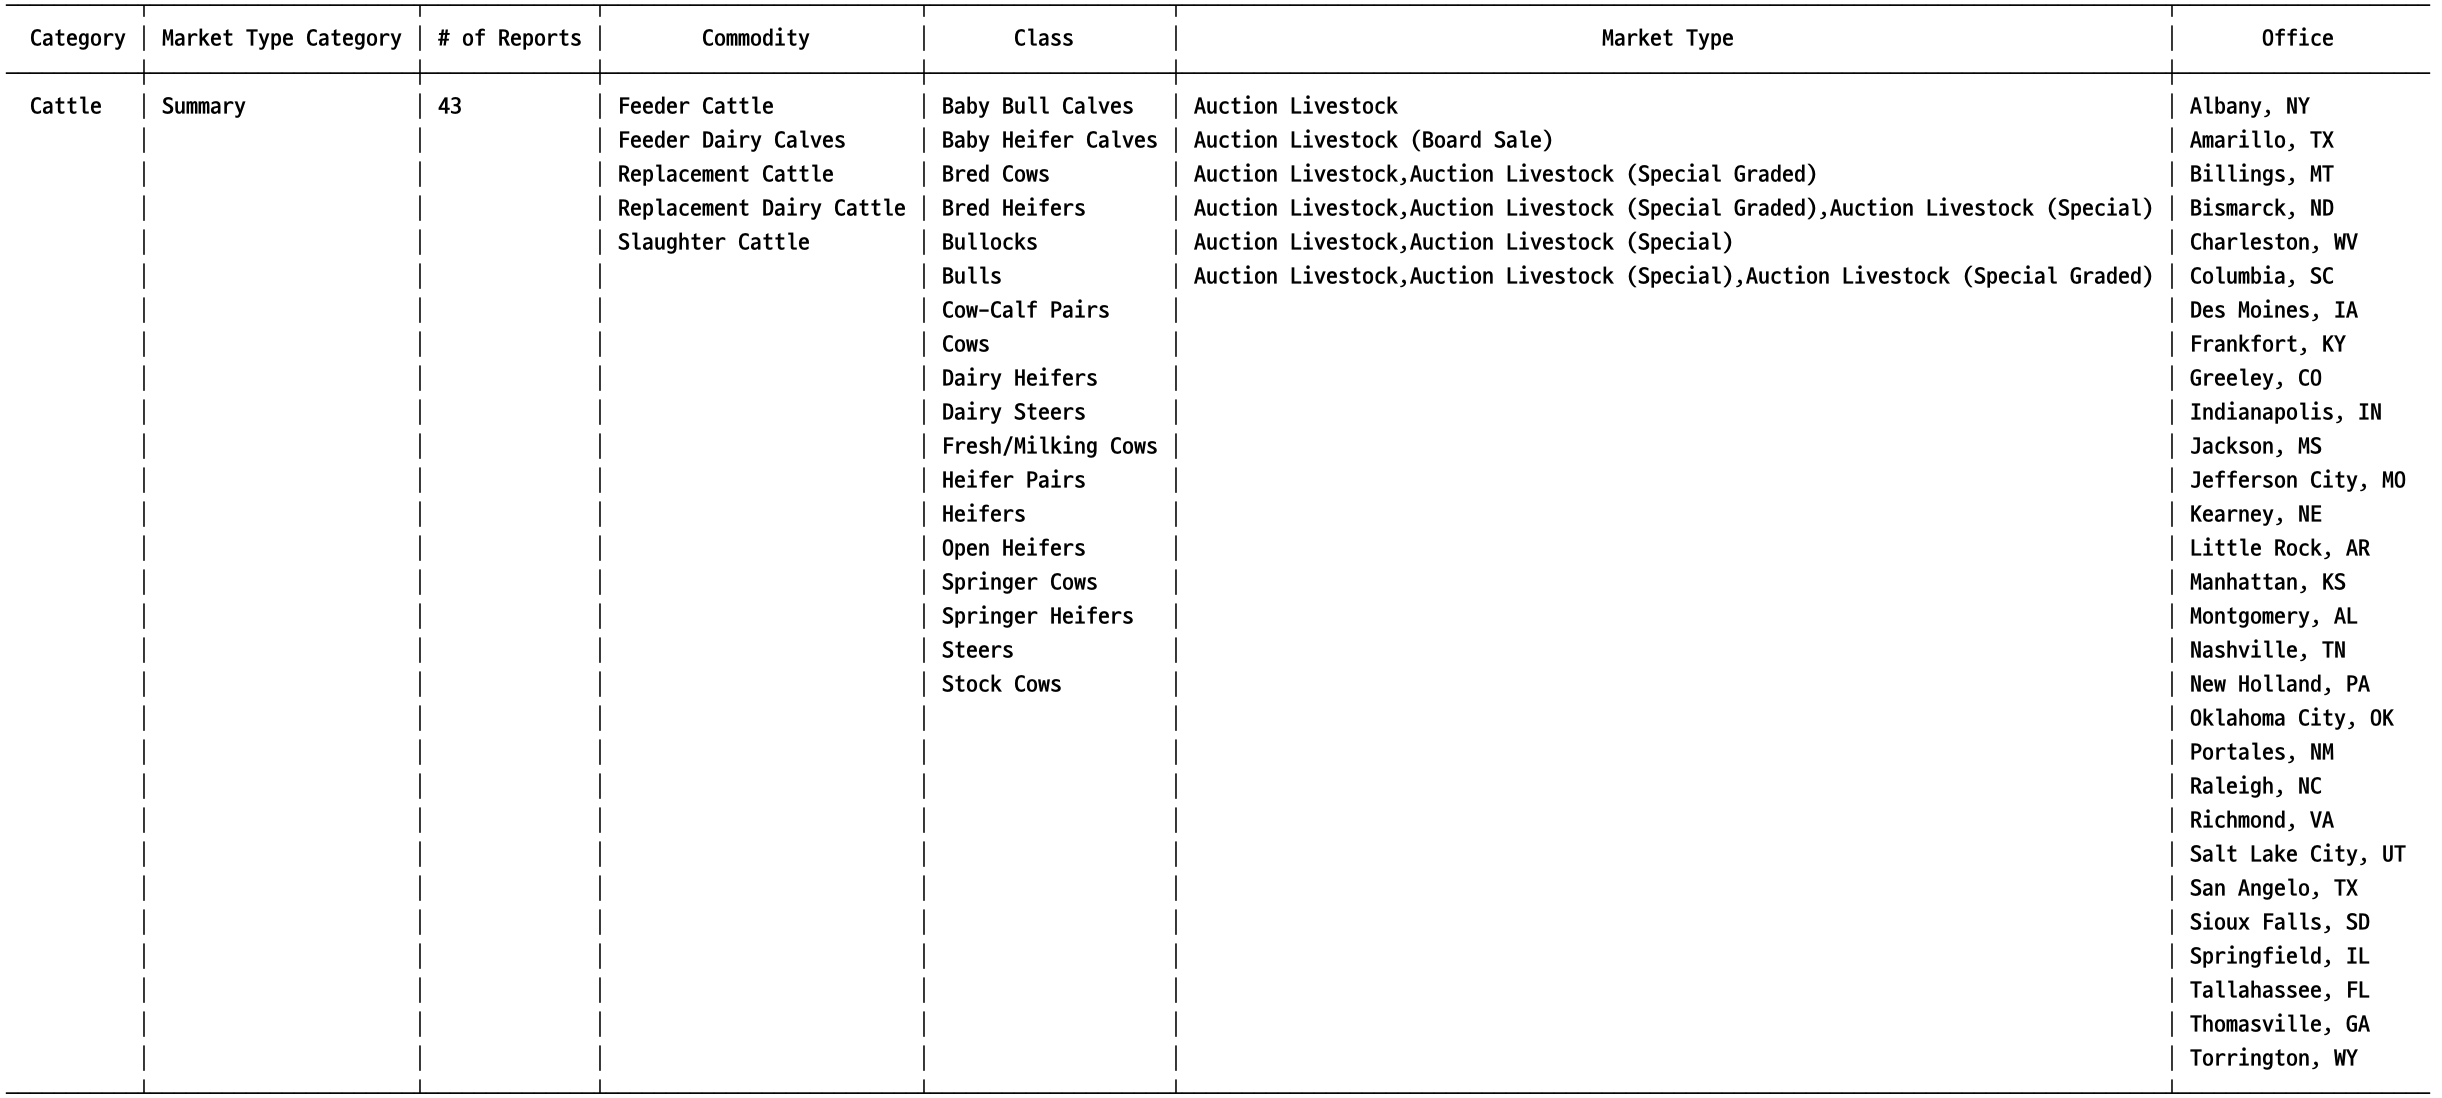 Category | Market Type Category | # of Reports | Commodity | Class | Market Type | Office
Cattle | Summary | 43 | Feeder Cattle | Baby Bull Calves | Auction Livestock | Albany, NY
Feeder Dairy Calves | Baby Heifer Calves | Auction Livestock (Board Sale) | Amarillo, TX
Replacement Cattle | Bred Cows | Auction Livestock,Auction Livestock (Special Graded) | Billings, MT
Replacement Dairy Cattle | Bred Heifers | Auction Livestock,Auction Livestock (Special Graded),Auction Livestock (Special) | Bismarck, ND
Slaughter Cattle | Bullocks | Auction Livestock,Auction Livestock (Special) | Charleston, WV
Bulls | Auction Livestock,Auction Livestock (Special),Auction Livestock (Special Graded) | Columbia, SC
Cow-Calf Pairs | Des Moines, IA
Cows | Frankfort, KY
Dairy Heifers | Greeley, CO
Dairy Steers | Indianapolis, IN
Fresh/Milking Cows | Jackson, MS
Heifer Pairs | Jefferson City, MO
Heifers | Kearney, NE
Open Heifers | Little Rock, AR
Springer Cows | Manhattan, KS
Springer Heifers | Montgomery, AL
Steers | Nashville, TN
Stock Cows | New Holland, PA
Oklahoma City, OK
Portales, NM
Raleigh, NC
Richmond, VA
Salt Lake City, UT
San Angelo, TX
Sioux Falls, SD
Springfield, IL
Tallahassee, FL
Thomasville, GA
Torrington, WY